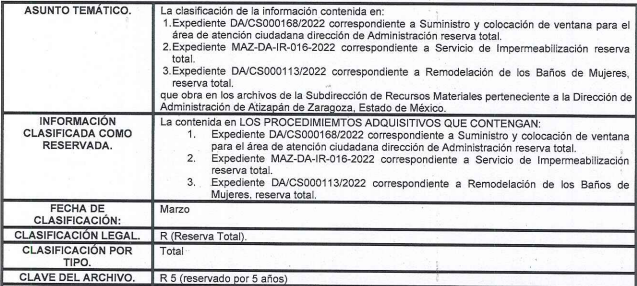 ASUNTO TEMÁTICO.
La clasificación de la información contenida en:
1. Expediente DA/CS000168/2022 correspondiente a Suministro y colocación de ventana para el
área de atención ciudadana dirección de Administración reserva total.
2. Expediente MAZ-DA-IR-016-2022 correspondiente a Servicio de Impermeabilización reserva
total.
3. Expediente DA/CS000113/2022 correspondiente a Remodelación de los Baños de Mujeres,
reserva total.
que obra en los archivos de la Subdirección de Recursos Materiales perteneciente a la Dirección de
Administración de Atizapán de Zaragoza, Estado de México.
INFORMACIÓN
CLASIFICADA COMO
RESERVADA.
La contenida en LOS PROCEDIMIEMTOS ADQUISITIVOS QUE CONTENGAN:
1. Expediente DA/CS000168/2022 correspondiente a Suministro y colocación de ventana
para el área de atención ciudadana dirección de Administración reserva total.
2. Expediente MAZ-DA-IR-016-2022 correspondiente a Servicio de Impermeabilización
reserva total.
3. Expediente DA/CS000113/2022 correspondiente a Remodelación de los Baños de
Mujeres, reserva total.
FECHA DE
CLASIFICACIÓN:
Marzo
CLASIFICACIÓN LEGAL.
R (Reserva Total).
CLASIFICACIÓN POR
TIPO.
Total
CLAVE DEL ARCHIVO.
R 5 (reservado por 5 años)